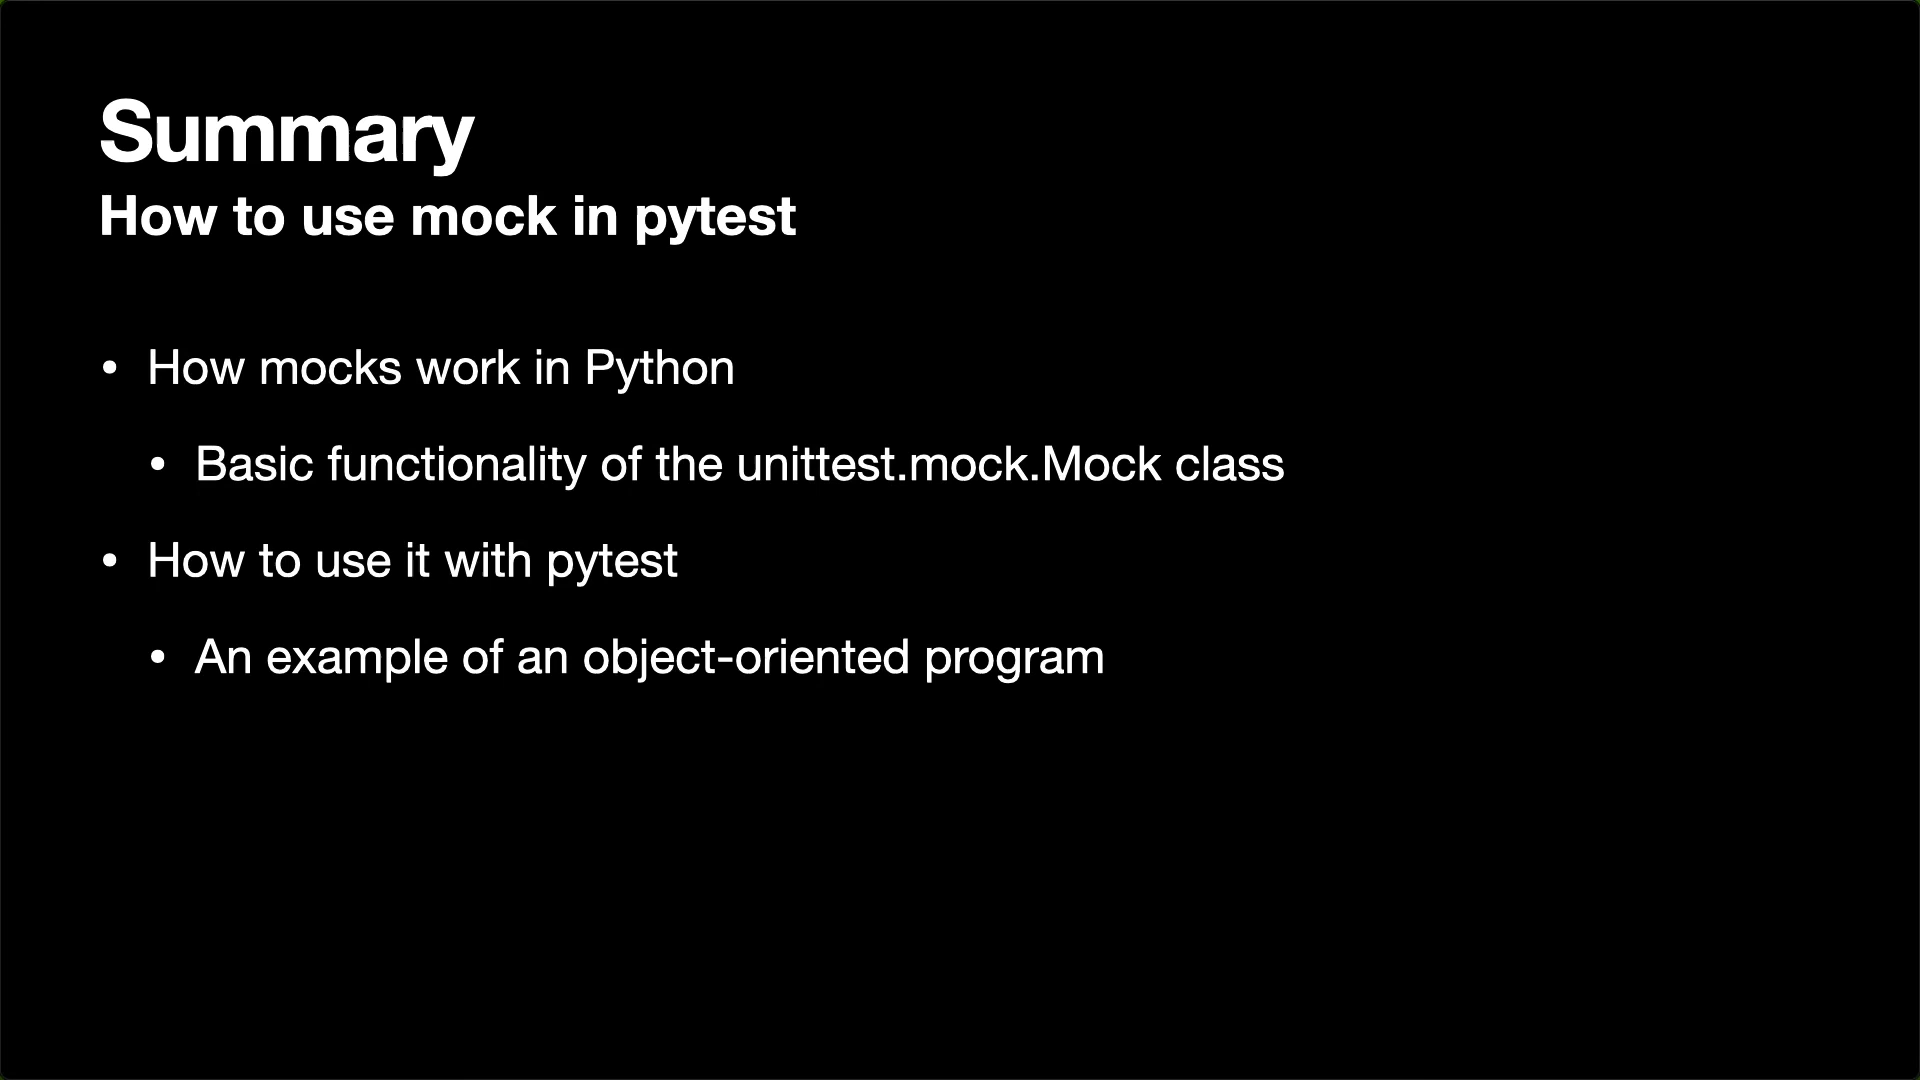 Summary
How to use mock in pytest
• How mocks work in Python
• Basic functionality of the unittest.mock.Mock class
• How to use it with pytest
• An example of an object-oriented program